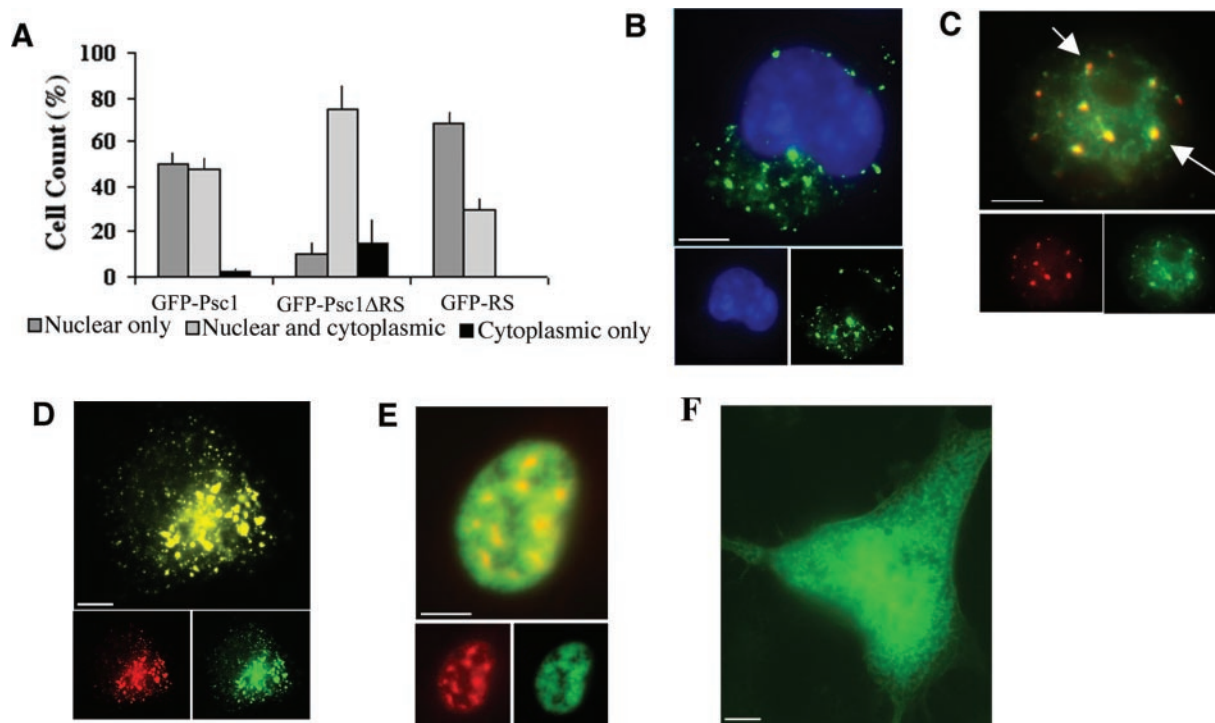 A
100
80
60
40
20
0
Cell Count (%)
GFP-Psc1 GFP-Psc1ΔRS GFP-RS
Nuclear only Nuclear and cytoplasmic Cytoplasmic only
B
C
D
E
F